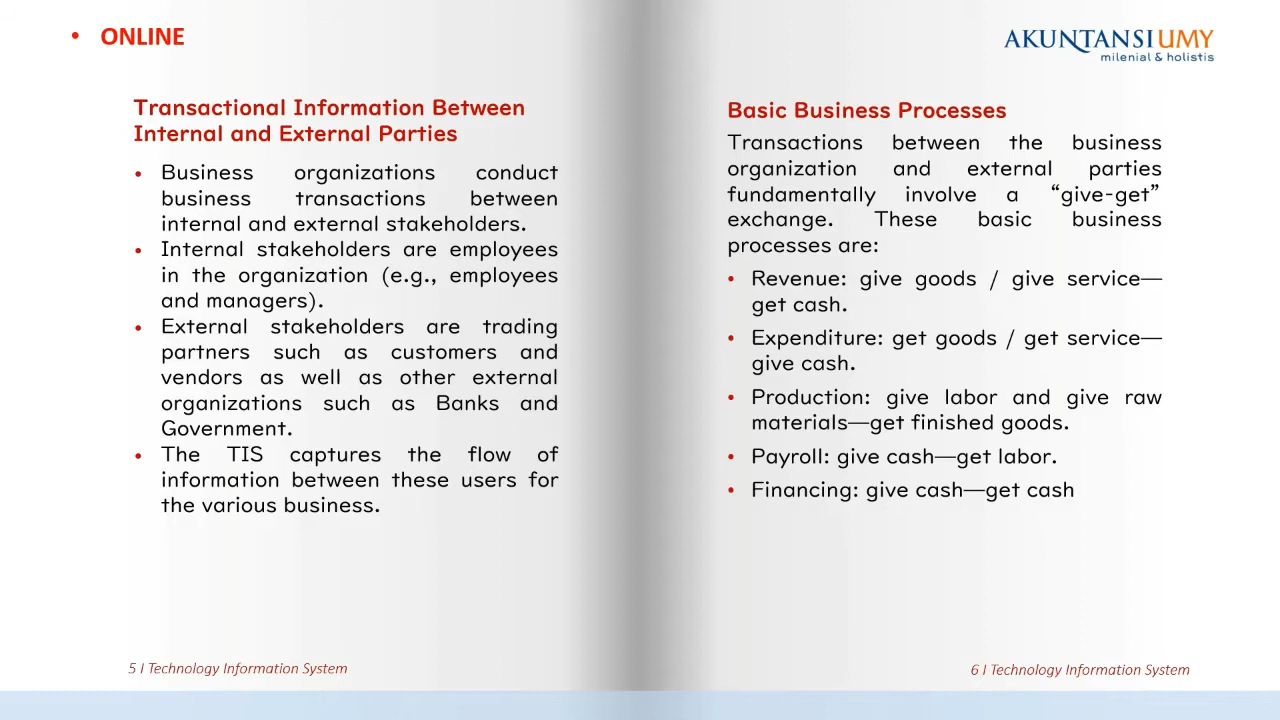 • ONLINE
AKUNTANSI UMY
milenial & holistis
Transactional Information Between
Internal and External Parties
• Business organizations conduct
business transactions between
internal and external stakeholders.
• Internal stakeholders are employees
in the organization (e.g., employees
and managers).
• External stakeholders are trading
partners such as customers and
vendors as well as other external
organizations such as Banks and
Government.
• The TIS captures the flow of
information between these users for
the various business.
5 I Technology Information System
Basic Business Processes
Transactions between the business
organization and external parties
fundamentally involve a “give-get”
exchange. These basic business
processes are:
• Revenue: give goods / give service—
get cash.
• Expenditure: get goods / get service—
give cash.
• Production: give labor and give raw
materials—get finished goods.
• Payroll: give cash—get labor.
• Financing: give cash—get cash
6 I Technology Information System